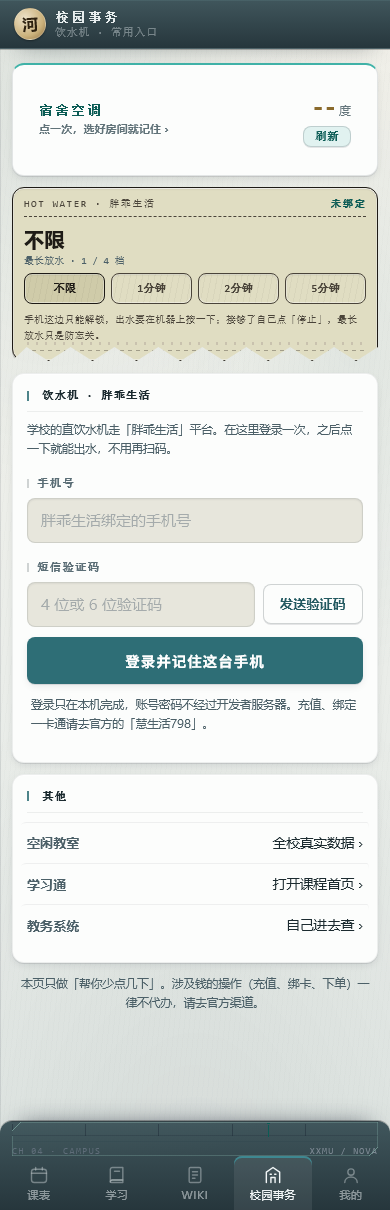 河
校园事务
饮水机 · 常用入口
宿舍空调
点一次，选好房间就记住 ›
-- 度
刷新
HOT WATER · 胖乖生活
未绑定
不限
最长放水 · 1 / 4 档
不限
1分钟
2分钟
5分钟
手机这边只能解锁，出水要在机器上按一下；接够了自己点「停止」，最长
放水只是防忘关。
饮水机 · 胖乖生活
学校的直饮水机走「胖乖生活」平台。在这里登录一次，之后点
一下就能出水，不用再扫码。
手机号
胖乖生活绑定的手机号
短信验证码
4 位或 6 位验证码
发送验证码
登录并记住这台手机
登录只在本机完成，账号密码不经过开发者服务器。充值、绑定
一卡通请去官方的「慧生活798」。
其他
空闲教室
全校真实数据 ›
学习通
打开课程首页 ›
教务系统
自己进去查 ›
本页只做「帮你少点几下」。涉及钱的操作（充值、绑卡、下单）一
律不代办，请去官方渠道。
CH 04 · CAMPUS
XXMU / NOVA
课表
学习
WIKI
校园事务
我的